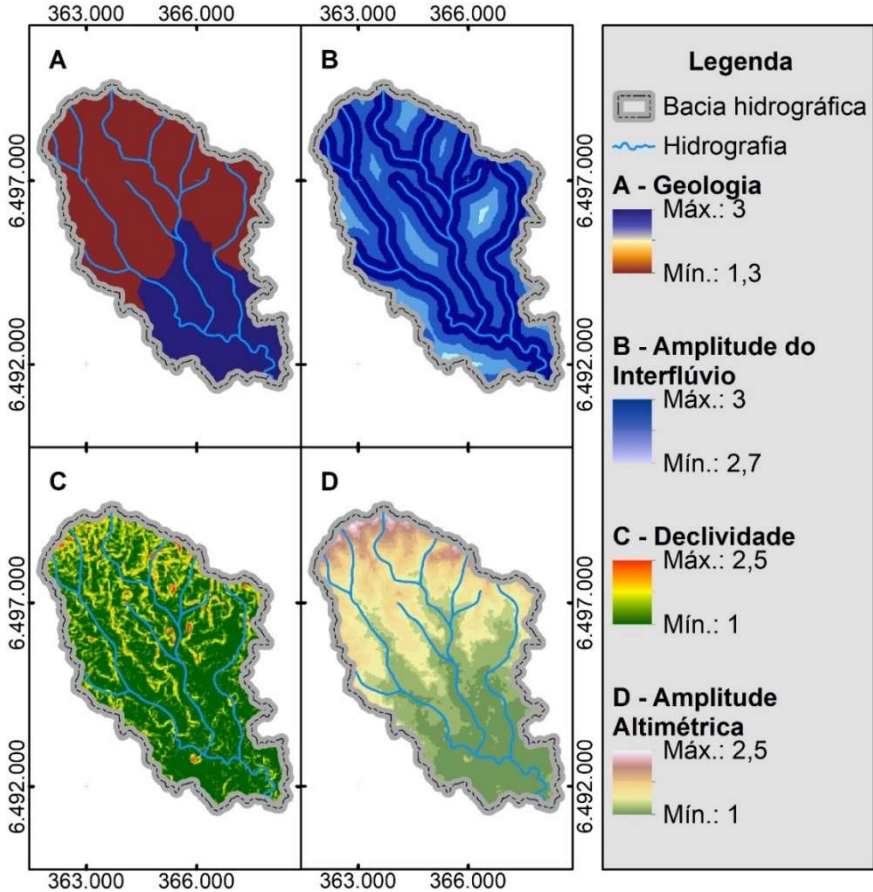 363.000 366.000 363.000 366.000
A
B
6.497.000
6.492.000
6.497.000
6.492.000
C
D
6.497.000
6.492.000
6.497.000
6.492.000
363.000 366.000 363.000 366.000
Legenda
Bacia hidrográfica
Hidrografia
A - Geologia
Máx.: 3
Mín.: 1,3
B - Amplitude do
Interflúvio
Máx.: 3
Mín.: 2,7
C - Declividade
Máx.: 2,5
Mín.: 1
D - Amplitude
Altimétrica
Máx.: 2,5
Mín.: 1